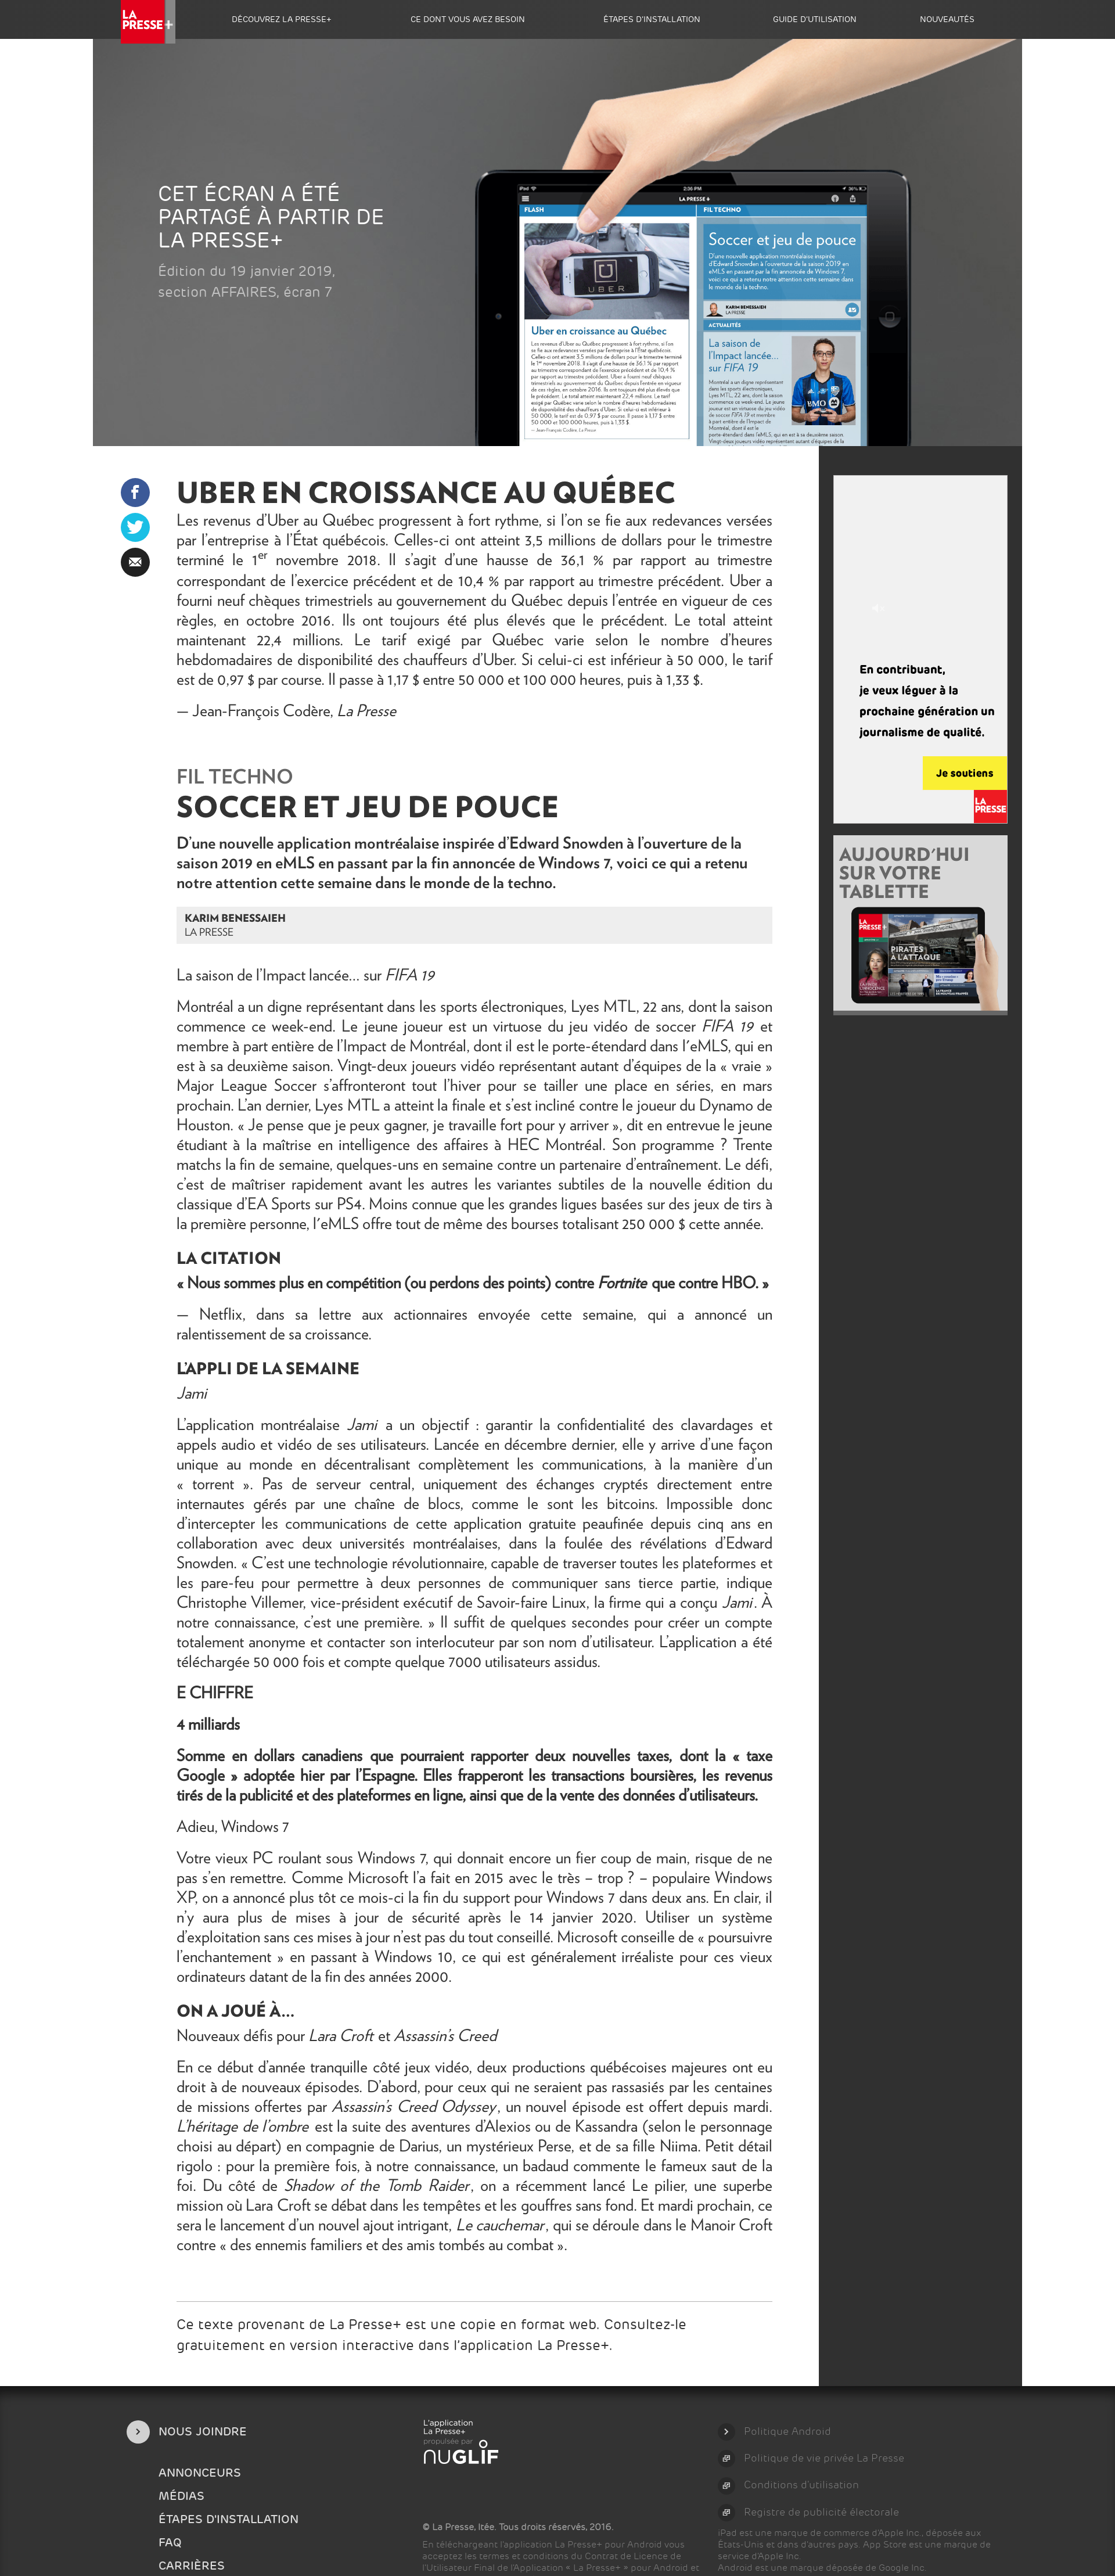 LA PRESSE+
DÉCOUVREZ LA PRESSE+
CE DONT VOUS AVEZ BESOIN
ÉTAPES D'INSTALLATION
GUIDE D'UTILISATION
NOUVEAUTÉS
CET ÉCRAN A ÉTÉ
PARTAGÉ À PARTIR DE
LA PRESSE+
Édition du 19 janvier 2019,
section AFFAIRES, écran 7
iPad
2:36 PM
LA PRESSE +
FLASH
FIL TECHNO
UBER
Uber en croissance au Québec
Soccer et jeu de pouce
D'une nouvelle application montréalaise inspirée
d'Edward Snowden à l'ouverture de la saison 2019 en
eMLS en passant par la fin annoncée de Windows 7,
voici ce qui a retenu notre attention cette semaine dans
le monde de la techno.
KARIM BENESSAIEH
LA PRESSE
ACTUALITÉS
La saison de
l'Impact lancée…
sur FIFA 19
BMO
UBER EN CROISSANCE AU QUÉBEC
Les revenus d'Uber au Québec progressent à fort rythme, si l'on se fie aux redevances versées
par l'entreprise à l'État québécois. Celles-ci ont atteint 3,5 millions de dollars pour le trimestre
terminé le 1er novembre 2018. Il s'agit d'une hausse de 36,1 % par rapport au trimestre
correspondant de l'exercice précédent et de 10,4 % par rapport au trimestre précédent. Uber a
fourni neuf chèques trimestriels au gouvernement du Québec depuis l'entrée en vigueur de ces
règles, en octobre 2016. Ils ont toujours été plus élevés que le précédent. Le total atteint
maintenant 22,4 millions. Le tarif exigé par Québec varie selon le nombre d'heures
hebdomadaires de disponibilité des chauffeurs d'Uber. Si celui-ci est inférieur à 50 000, le tarif
est de 0,97 $ par course. Il passe à 1,17 $ entre 50 000 et 100 000 heures, puis à 1,33 $.
— Jean-François Codère, La Presse
En contribuant,
je veux léguer à la
prochaine génération un
journalisme de qualité.
Je soutiens
LA PRESSE
AUJOURD'HUI
SUR VOTRE
TABLETTE
LA PRESSE+
PIRATES
À L'ATTAQUE
FIL TECHNO
SOCCER ET JEU DE POUCE
D'une nouvelle application montréalaise inspirée d'Edward Snowden à l'ouverture de la
saison 2019 en eMLS en passant par la fin annoncée de Windows 7, voici ce qui a retenu
notre attention cette semaine dans le monde de la techno.
KARIM BENESSAIEH
LA PRESSE
La saison de l'Impact lancée… sur FIFA 19
Montréal a un digne représentant dans les sports électroniques, Lyes MTL, 22 ans, dont la saison
commence ce week-end. Le jeune joueur est un virtuose du jeu vidéo de soccer FIFA 19 et
membre à part entière de l'Impact de Montréal, dont il est le porte-étendard dans l'eMLS, qui en
est à sa deuxième saison. Vingt-deux joueurs vidéo représentant autant d'équipes de la « vraie »
Major League Soccer s'affronteront tout l'hiver pour se tailler une place en séries, en mars
prochain. L'an dernier, Lyes MTL a atteint la finale et s'est incliné contre le joueur du Dynamo de
Houston. « Je pense que je peux gagner, je travaille fort pour y arriver », dit en entrevue le jeune
étudiant à la maîtrise en intelligence des affaires à HEC Montréal. Son programme ? Trente
matchs la fin de semaine, quelques-uns en semaine contre un partenaire d'entraînement. Le défi,
c'est de maîtriser rapidement avant les autres les variantes subtiles de la nouvelle édition du
classique d'EA Sports sur PS4. Moins connue que les grandes ligues basées sur des jeux de tirs à
la première personne, l'eMLS offre tout de même des bourses totalisant 250 000 $ cette année.
LA CITATION
« Nous sommes plus en compétition (ou perdons des points) contre Fortnite que contre HBO. »
— Netflix, dans sa lettre aux actionnaires envoyée cette semaine, qui a annoncé un
ralentissement de sa croissance.
L'APPLI DE LA SEMAINE
Jami
L'application montréalaise Jami a un objectif : garantir la confidentialité des clavardages et
appels audio et vidéo de ses utilisateurs. Lancée en décembre dernier, elle y arrive d'une façon
unique au monde en décentralisant complètement les communications, à la manière d'un
« torrent ». Pas de serveur central, uniquement des échanges cryptés directement entre
internautes gérés par une chaîne de blocs, comme le sont les bitcoins. Impossible donc
d'intercepter les communications de cette application gratuite peaufinée depuis cinq ans en
collaboration avec deux universités montréalaises, dans la foulée des révélations d'Edward
Snowden. « C'est une technologie révolutionnaire, capable de traverser toutes les plateformes et
les pare-feu pour permettre à deux personnes de communiquer sans tierce partie, indique
Christophe Villemer, vice-président exécutif de Savoir-faire Linux, la firme qui a conçu Jami. À
notre connaissance, c'est une première. » Il suffit de quelques secondes pour créer un compte
totalement anonyme et contacter son interlocuteur par son nom d'utilisateur. L'application a été
téléchargée 50 000 fois et compte quelque 7000 utilisateurs assidus.
E CHIFFRE
4 milliards
Somme en dollars canadiens que pourraient rapporter deux nouvelles taxes, dont la « taxe
Google » adoptée hier par l'Espagne. Elles frapperont les transactions boursières, les revenus
tirés de la publicité et des plateformes en ligne, ainsi que de la vente des données d'utilisateurs.
Adieu, Windows 7
Votre vieux PC roulant sous Windows 7, qui donnait encore un fier coup de main, risque de ne
pas s'en remettre. Comme Microsoft l'a fait en 2015 avec le très – trop ? – populaire Windows
XP, on a annoncé plus tôt ce mois-ci la fin du support pour Windows 7 dans deux ans. En clair, il
n'y aura plus de mises à jour de sécurité après le 14 janvier 2020. Utiliser un système
d'exploitation sans ces mises à jour n'est pas du tout conseillé. Microsoft conseille de « poursuivre
l'enchantement » en passant à Windows 10, ce qui est généralement irréaliste pour ces vieux
ordinateurs datant de la fin des années 2000.
ON A JOUÉ À…
Nouveaux défis pour Lara Croft et Assassin's Creed
En ce début d'année tranquille côté jeux vidéo, deux productions québécoises majeures ont eu
droit à de nouveaux épisodes. D'abord, pour ceux qui ne seraient pas rassasiés par les centaines
de missions offertes par Assassin's Creed Odyssey, un nouvel épisode est offert depuis mardi.
L'héritage de l'ombre est la suite des aventures d'Alexios ou de Kassandra (selon le personnage
choisi au départ) en compagnie de Darius, un mystérieux Perse, et de sa fille Niima. Petit détail
rigolo : pour la première fois, à notre connaissance, un badaud commente le fameux saut de la
foi. Du côté de Shadow of the Tomb Raider, on a récemment lancé Le pilier, une superbe
mission où Lara Croft se débat dans les tempêtes et les gouffres sans fond. Et mardi prochain, ce
sera le lancement d'un nouvel ajout intrigant, Le cauchemar, qui se déroule dans le Manoir Croft
contre « des ennemis familiers et des amis tombés au combat ».
Ce texte provenant de La Presse+ est une copie en format web. Consultez-le
gratuitement en version interactive dans l'application La Presse+.
NOUS JOINDRE
ANNONCEURS
MÉDIAS
ÉTAPES D'INSTALLATION
FAQ
CARRIÈRES
L'application
La Presse+
propulsée par
nuGLIF
© La Presse, ltée. Tous droits réservés, 2016.
En téléchargeant l'application La Presse+ pour Android vous
acceptez les termes et conditions du Contrat de Licence de
l'Utilisateur Final de l'Application « La Presse+ » pour Android et
Politique Android
Politique de vie privée La Presse
Conditions d'utilisation
Registre de publicité électorale
iPad est une marque de commerce d'Apple Inc., déposée aux
États-Unis et dans d'autres pays. App Store est une marque de
service d'Apple Inc.
Android est une marque déposée de Google Inc.